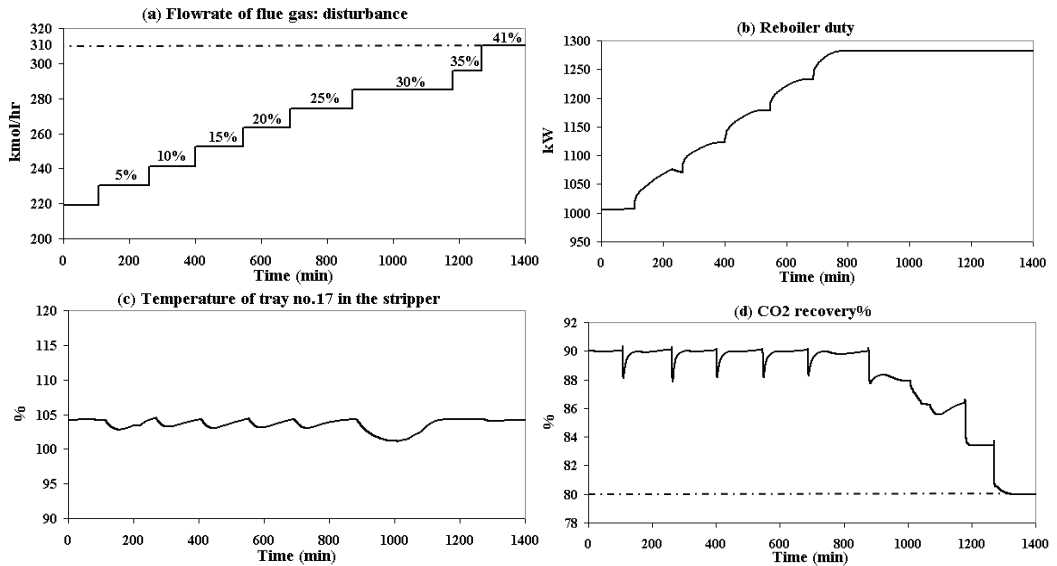 (a) Flowrate of flue gas: disturbance
320
310
300
280
260
240
220
200
kmol/hr
5%
10%
15%
20%
25%
30%
35%
41%
0 200 400 600 800 1000 1200 1400
Time (min)
(b) Reboiler duty
1300
1250
1200
1150
1100
1050
1000
950
kW
0 200 400 600 800 1000 1200 1400
Time (min)
(c) Temperature of tray no.17 in the stripper
120
115
110
105
100
95
90
%
0 200 400 600 800 1000 1200 1400
Time (min)
(d) CO2 recovery%
92
90
88
86
84
82
80
78
%
0 200 400 600 800 1000 1200 1400
Time (min)